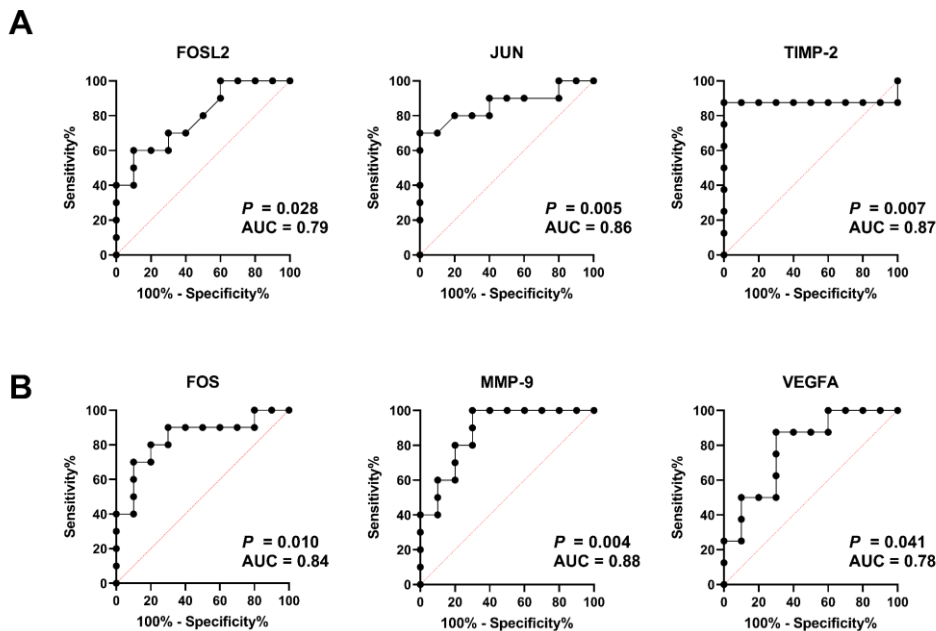 A
FOSL2
JUN
TIMP-2
Sensitivity%
100
80
60
40
20
0
P = 0.028
AUC = 0.79
0 20 40 60 80 100
100% - Specificity%
Sensitivity%
100
80
60
40
20
0
P = 0.005
AUC = 0.86
0 20 40 60 80 100
100% - Specificity%
Sensitivity%
100
80
60
40
20
0
P = 0.007
AUC = 0.87
0 20 40 60 80 100
100% - Specificity%
B
FOS
MMP-9
VEGFA
Sensitivity%
100
80
60
40
20
0
P = 0.010
AUC = 0.84
0 20 40 60 80 100
100% - Specificity%
Sensitivity%
100
80
60
40
20
0
P = 0.004
AUC = 0.88
0 20 40 60 80 100
100% - Specificity%
Sensitivity%
100
80
60
40
20
0
P = 0.041
AUC = 0.78
0 20 40 60 80 100
100% - Specificity%